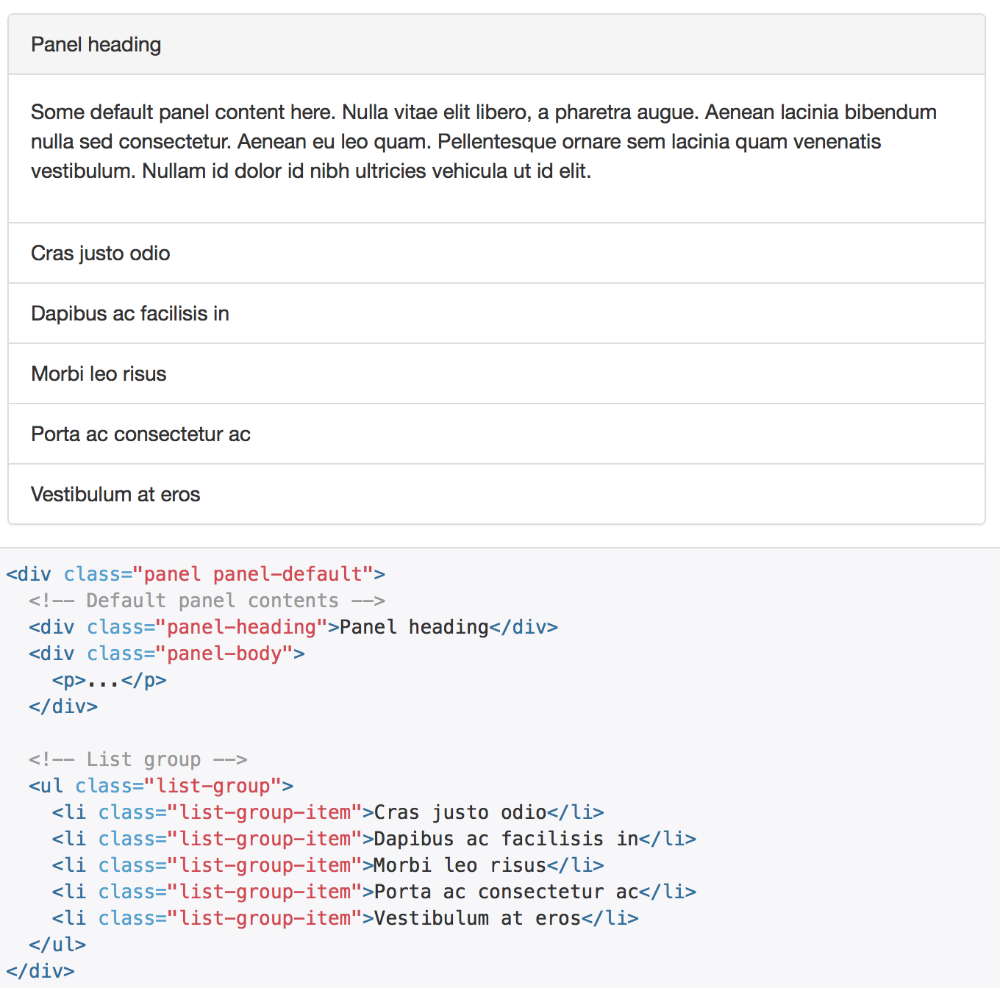 Panel heading
Some default panel content here. Nulla vitae elit libero, a pharetra augue. Aenean lacinia bibendum
nulla sed consectetur. Aenean eu leo quam. Pellentesque ornare sem lacinia quam venenatis
vestibulum. Nullam id dolor id nibh ultricies vehicula ut id elit.
Cras justo odio
Dapibus ac facilisis in
Morbi leo risus
Porta ac consectetur ac
Vestibulum at eros
<div class="panel panel-default">
  <!-- Default panel contents -->
  <div class="panel-heading">Panel heading</div>
  <div class="panel-body">
    <p>...</p>
  </div>

  <!-- List group -->
  <ul class="list-group">
    <li class="list-group-item">Cras justo odio</li>
    <li class="list-group-item">Dapibus ac facilisis in</li>
    <li class="list-group-item">Morbi leo risus</li>
    <li class="list-group-item">Porta ac consectetur ac</li>
    <li class="list-group-item">Vestibulum at eros</li>
  </ul>
</div>